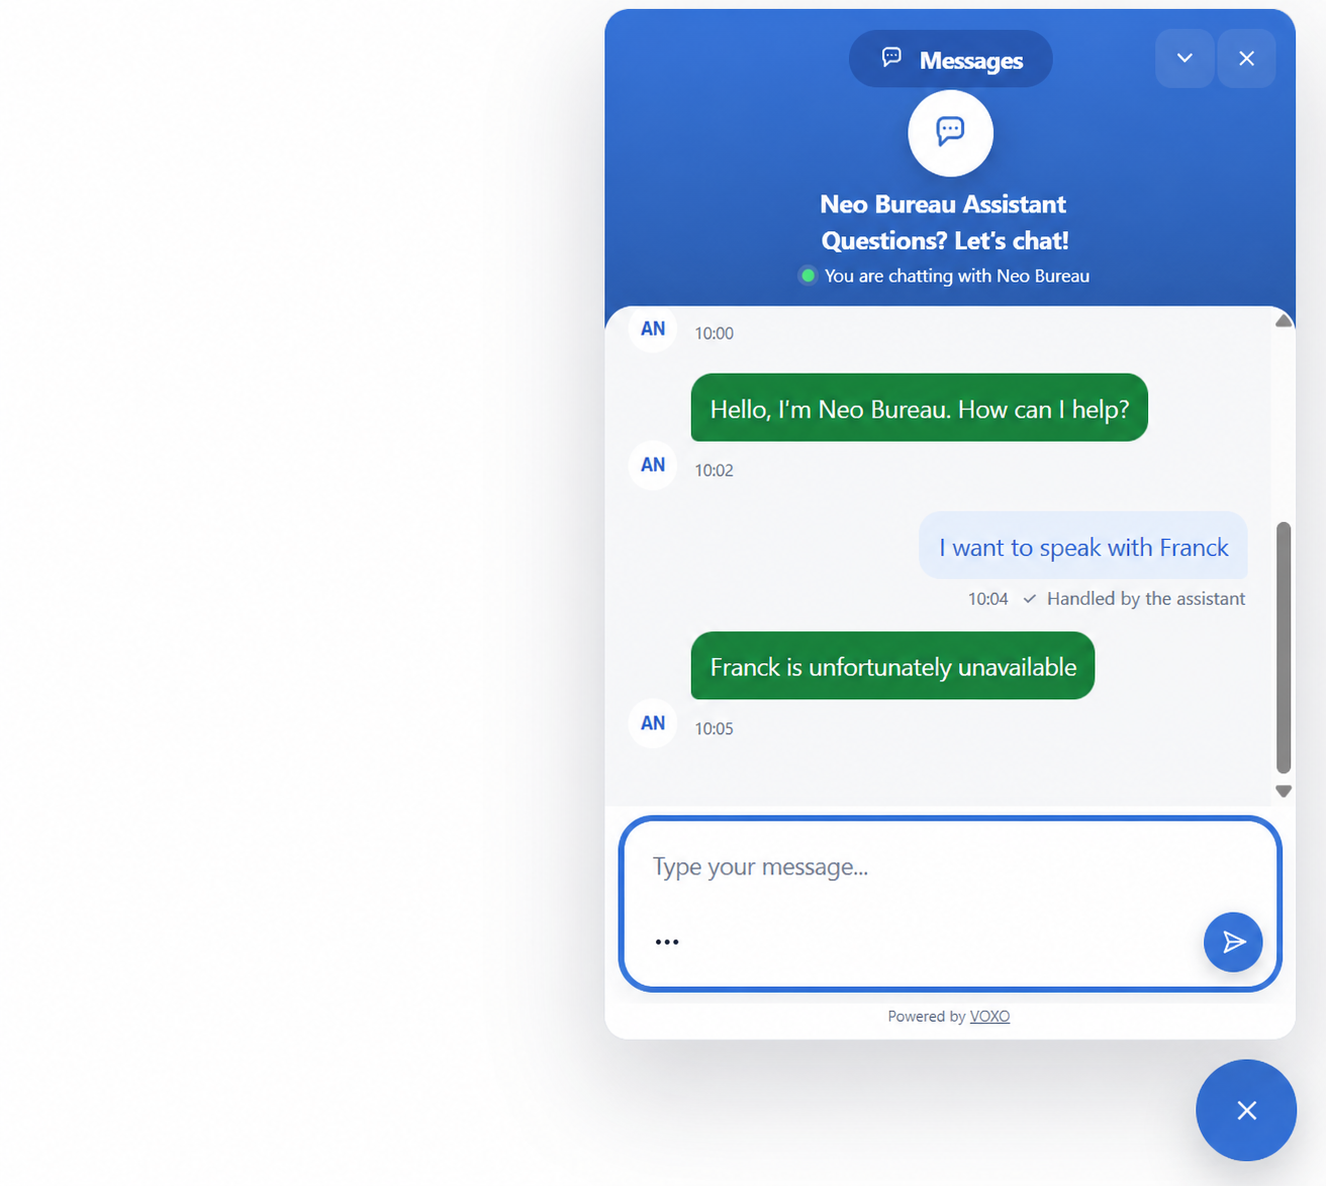 Messages
Neo Bureau Assistant
Questions? Let's chat!
You are chatting with Neo Bureau
AN
10:00
Hello, I'm Neo Bureau. How can I help?
AN
10:02
I want to speak with Franck
10:04 ✓ Handled by the assistant
Franck is unfortunately unavailable
AN
10:05
Type your message...
Powered by VOXO